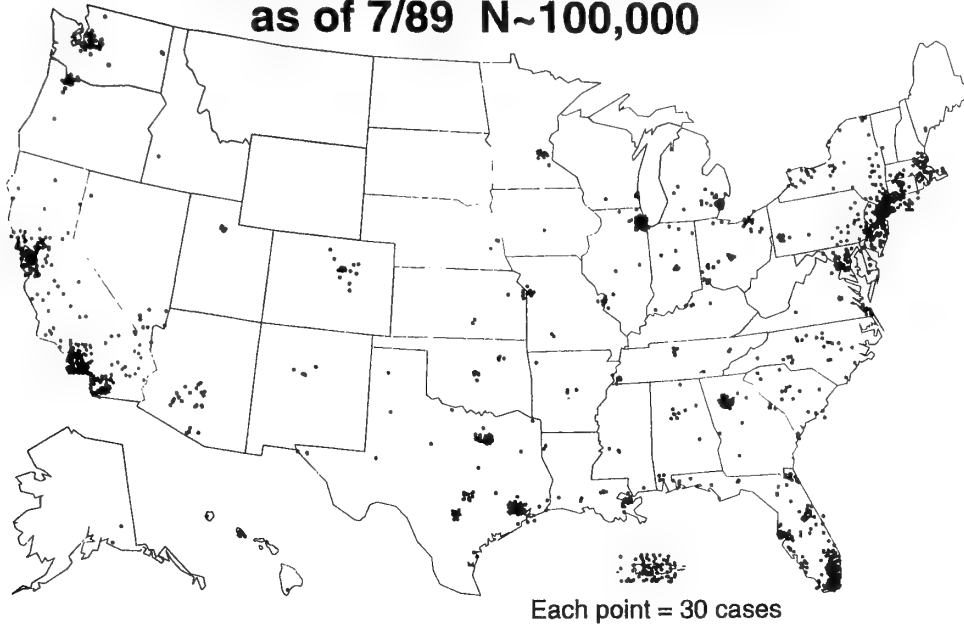 as of 7/89 N~100,000
Each point = 30 cases